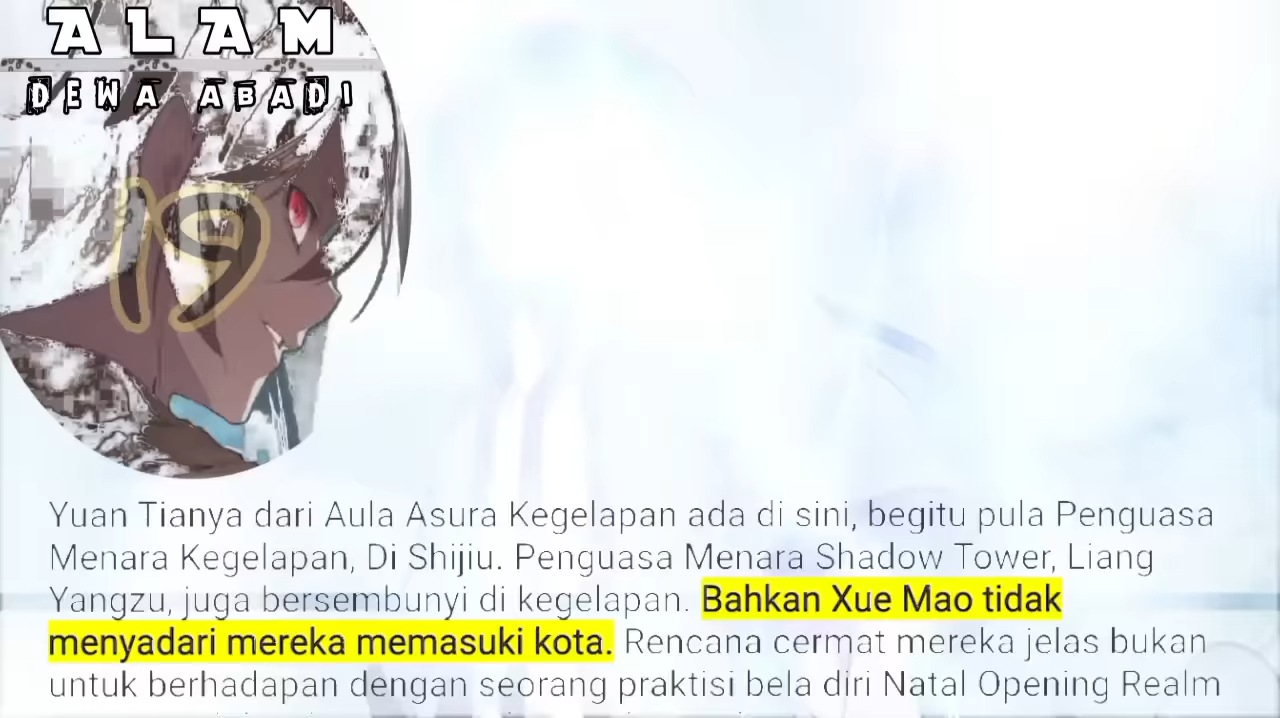 ALAM
DEWA ABADI
19
Yuan Tianya dari Aula Asura Kegelapan ada di sini, begitu pula Penguasa
Menara Kegelapan, Di Shijiu. Penguasa Menara Shadow Tower, Liang
Yangzu, juga bersembunyi di kegelapan. Bahkan Xue Mao tidak
menyadari mereka memasuki kota. Rencana cermat mereka jelas bukan
untuk berhadapan dengan seorang praktisi bela diri Natal Opening Realm